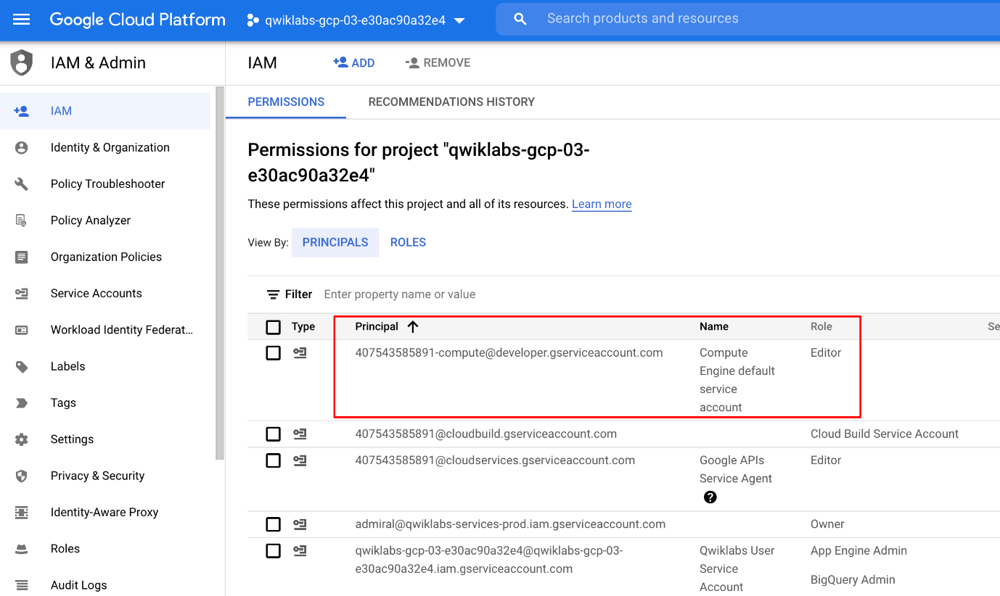 Google Cloud Platform
qwiklabs-gcp-03-e30ac90a32e4
Search products and resources
IAM & Admin
IAM
Identity & Organization
Policy Troubleshooter
Policy Analyzer
Organization Policies
Service Accounts
Workload Identity Federat...
Labels
Tags
Settings
Privacy & Security
Identity-Aware Proxy
Roles
Audit Logs
IAM
ADD
REMOVE
PERMISSIONS
RECOMMENDATIONS HISTORY
Permissions for project "qwiklabs-gcp-03-
e30ac90a32e4"
These permissions affect this project and all of its resources. Learn more
View By: PRINCIPALS ROLES
Filter Enter property name or value
Type Principal Name Role Se
407543585891-compute@developer.gserviceaccount.com Compute Editor
Engine default
service
account
407543585891@cloudbuild.gserviceaccount.com Cloud Build Service Account
407543585891@cloudservices.gserviceaccount.com Google APIs Editor
Service Agent
?
admiral@qwiklabs-services-prod.iam.gserviceaccount.com Owner
qwiklabs-gcp-03-e30ac90a32e4@qwiklabs-gcp-03- Qwiklabs User App Engine Admin
e30ac90a32e4.iam.gserviceaccount.com Service
BigQuery Admin
Account